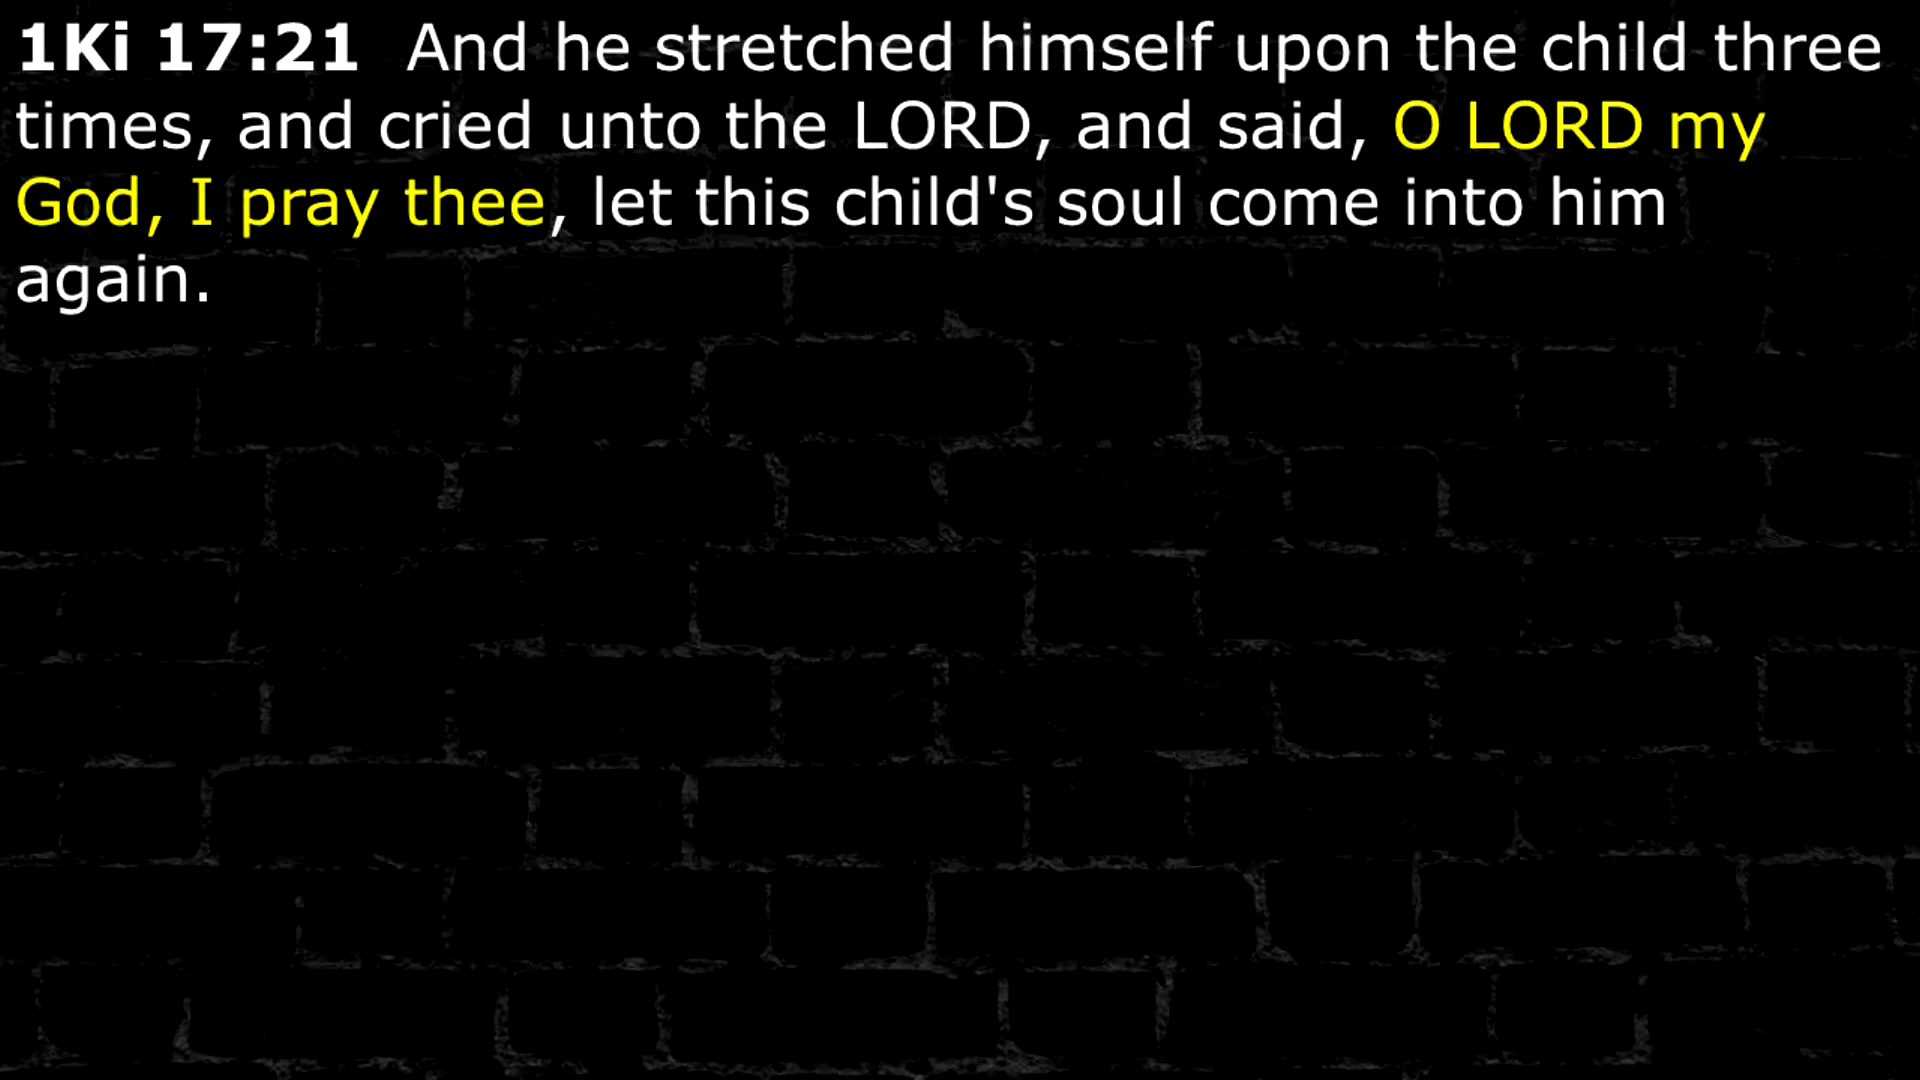 1Ki 17:21 And he stretched himself upon the child three
times, and cried unto the LORD, and said, O LORD my
God, I pray thee, let this child's soul come into him
again.